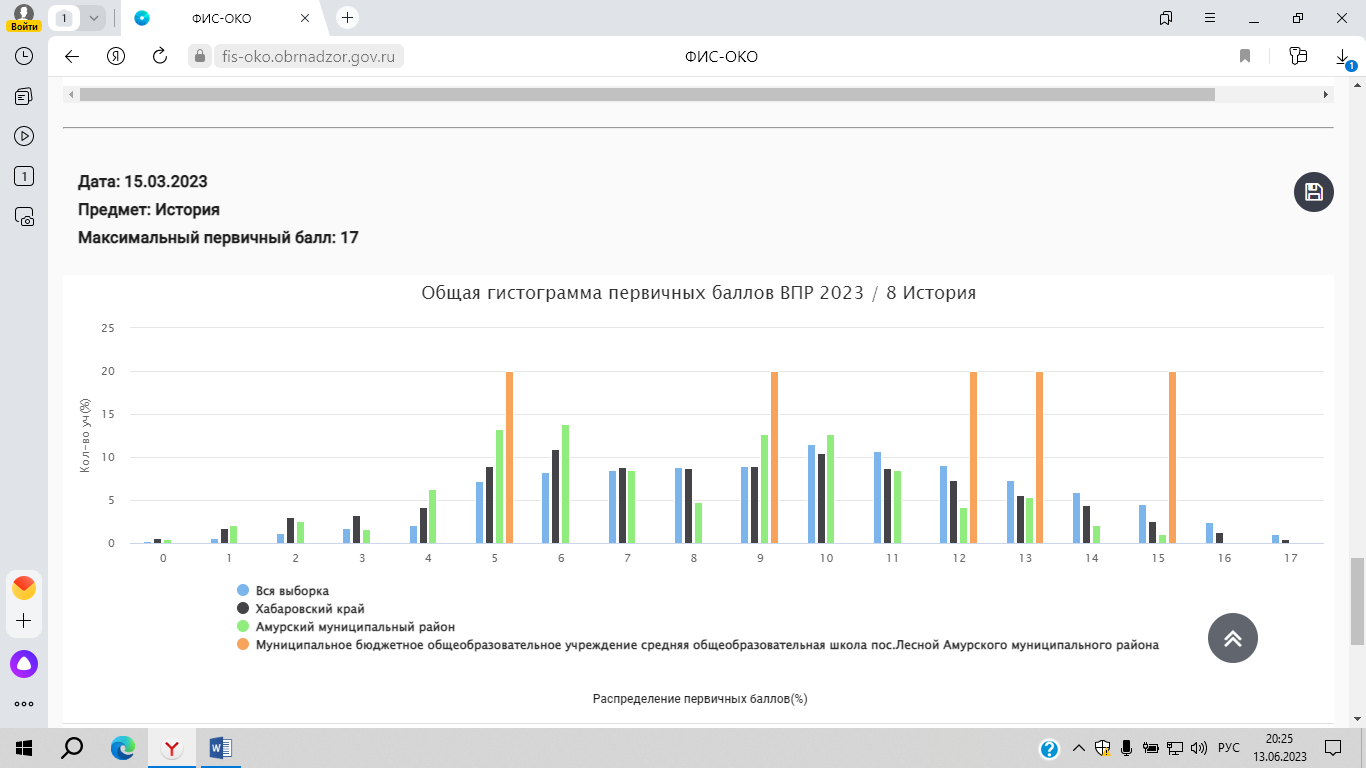 Войти
1
ФИС-ОКО
fis-oko.obrnadzor.gov.ru
ФИС-ОКО
1
1
Дата: 15.03.2023
Предмет: История
Максимальный первичный балл: 17
Общая гистограмма первичных баллов ВПР 2023 / 8 История
Кол-во уч(%)
25
20
15
10
5
0
0 1 2 3 4 5 6 7 8 9 10 11 12 13 14 15 16 17
Вся выборка
Хабаровский край
Амурский муниципальный район
Муниципальное бюджетное общеобразовательное учреждение средняя общеобразовательная школа пос.Лесной Амурского муниципального района
Распределение первичных баллов(%)
РУС
20:25
13.06.2023